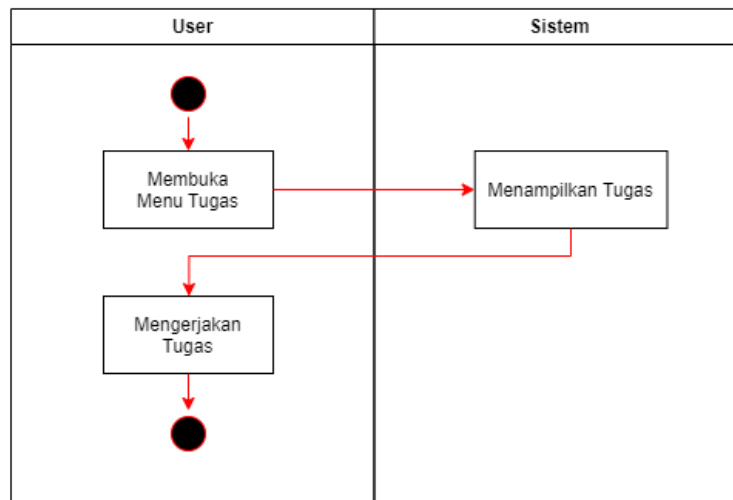 User
Sistem
Membuka
Menu Tugas
Menampilkan Tugas
Mengerjakan
Tugas